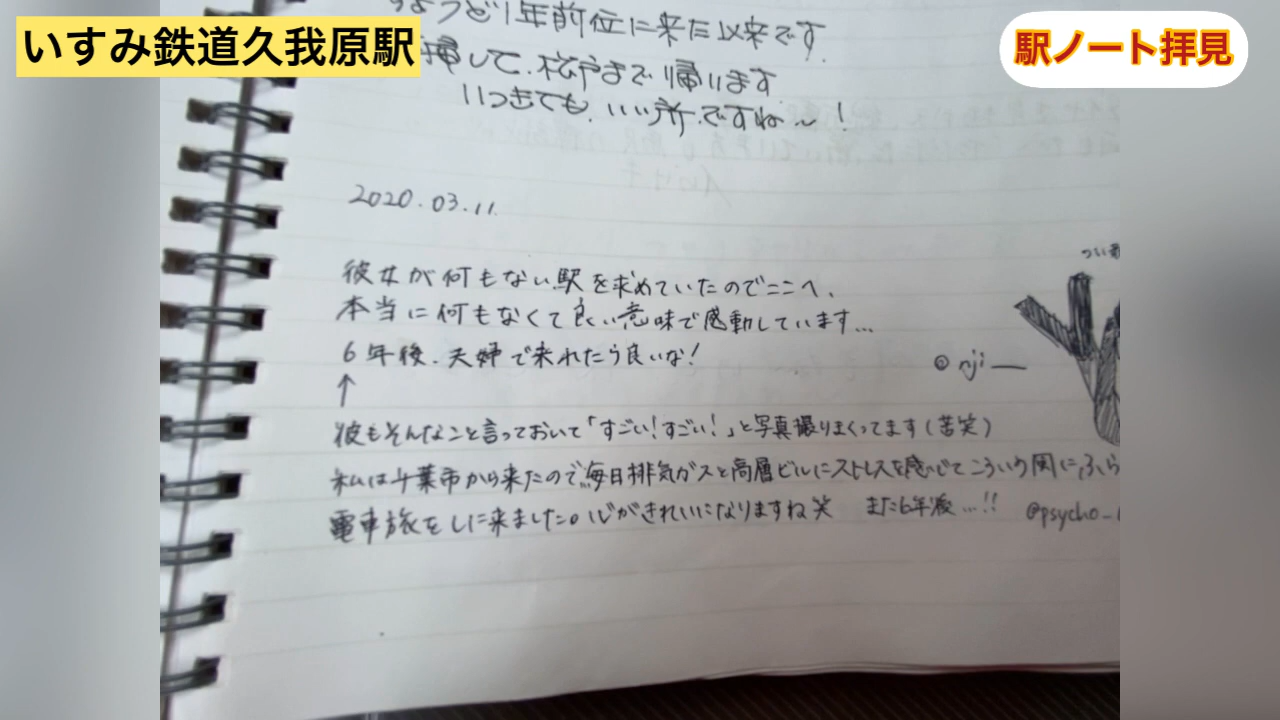 いすみ鉄道久我原駅
駅ノート拝見
ちょうど1年前位に来た以来です
して、松戸まで帰います
いつきても、いい所ですね〜!
2020.03.11.
彼女が何もない駅を求めていたのでここへ、
本当に何もなくて良い意味で感動しています...
6年後、夫婦で来れたら良いな!
↑
彼もそんなこと言っておいて「すごい!すごい!」と写真撮りまくってます(苦笑)
私は千葉市から来たので、毎日排気ガスと高層ビルにストレスを感じてこういう風に、ふら
電車旅をしに来ました。心がきれいになりますね笑 また6年後...!!
@psycho_